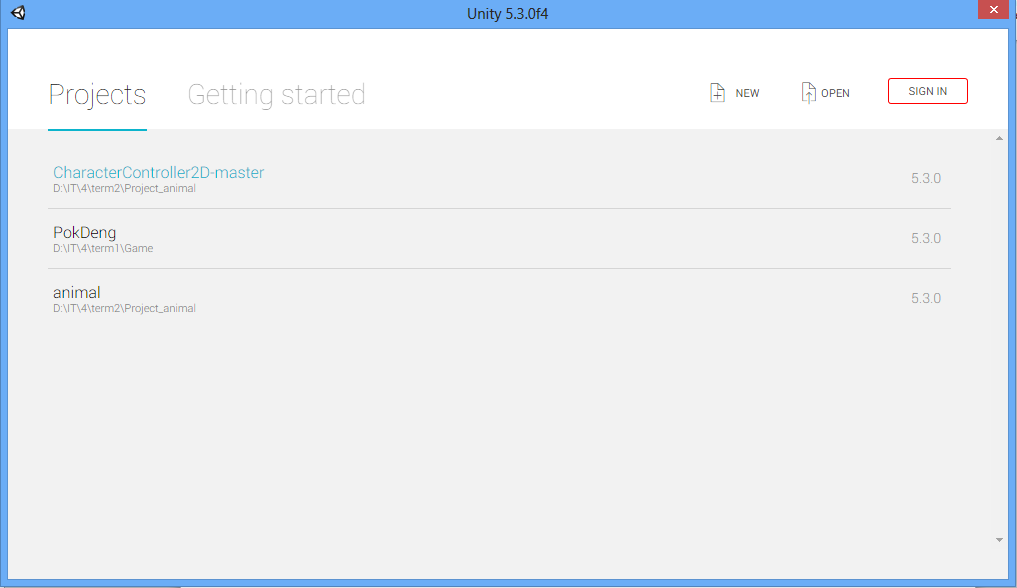 Unity 5.3.0f4
Projects
Getting started
NEW
OPEN
SIGN IN
CharacterController2D-master
D:\IT\4\term2\Project_animal
5.3.0
PokDeng
D:\IT\4\term1\Game
5.3.0
animal
D:\IT\4\term2\Project_animal
5.3.0